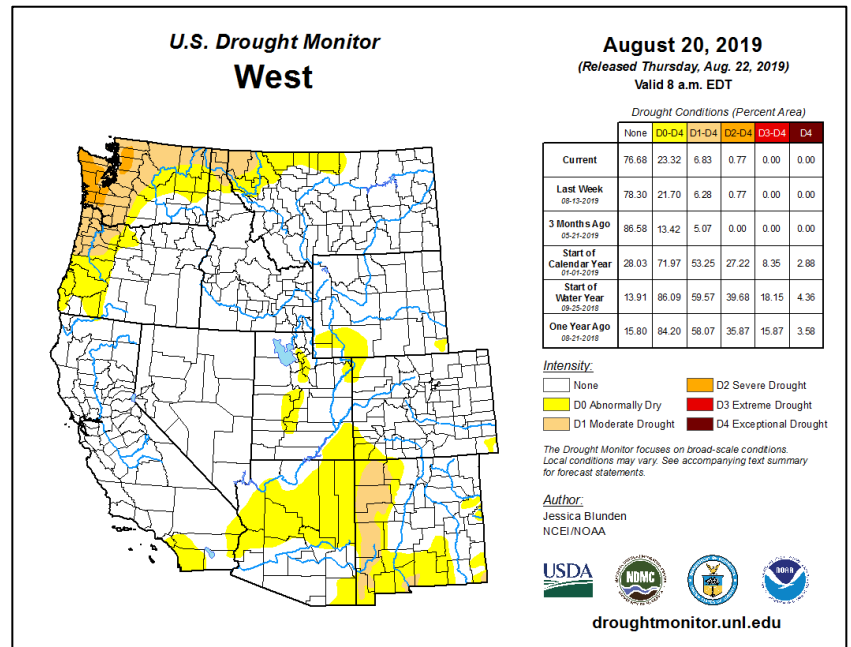 U.S. Drought Monitor
West
August 20, 2019
(Released Thursday, Aug. 22, 2019)
Valid 8 a.m. EDT
Drought Conditions (Percent Area)
None D0-D4 D1-D4 D2-D4 D3-D4 D4
Current 76.68 23.32 6.83 0.77 0.00 0.00
Last Week
08-13-2019
78.30 21.70 6.28 0.77 0.00 0.00
3 Months Ago
05-21-2019
86.58 13.42 5.07 0.00 0.00 0.00
Start of
Calendar Year
01-01-2019
28.03 71.97 53.25 27.22 8.35 2.88
Start of
Water Year
09-25-2018
13.91 86.09 59.57 39.68 18.15 4.36
One Year Ago
08-21-2018
15.80 84.20 58.07 35.87 15.87 3.58
Intensity:
None
D0 Abnormally Dry
D1 Moderate Drought
D2 Severe Drought
D3 Extreme Drought
D4 Exceptional Drought
The Drought Monitor focuses on broad-scale conditions.
Local conditions may vary. See accompanying text summary
for forecast statements.
Author:
Jessica Blunden
NCEI/NOAA
USDA
NDMC
NOAA
droughtmonitor.unl.edu